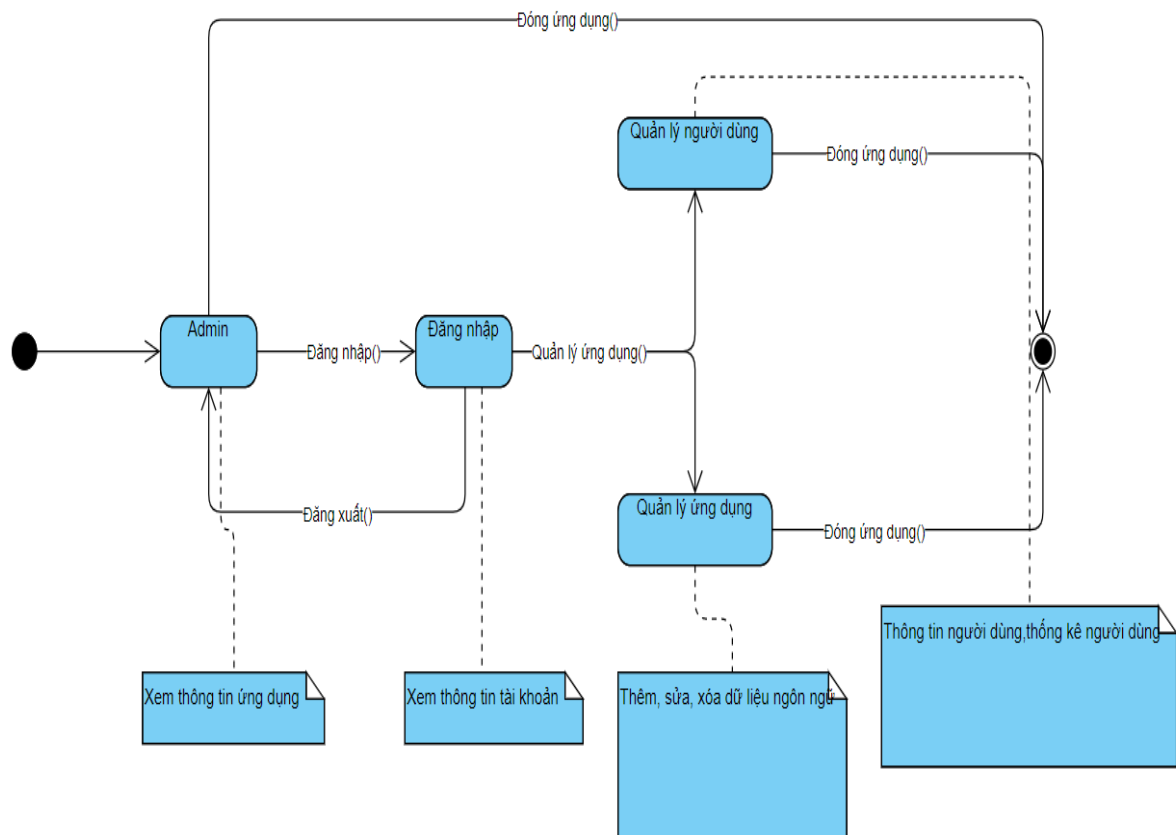 Đóng ứng dụng()
Quản lý người dùng
Đóng ứng dụng()
Admin
Đăng nhập()
Đăng nhập
Quản lý ứng dụng()
Đăng xuất()
Quản lý ứng dụng
Đóng ứng dụng()
Xem thông tin ứng dụng
Xem thông tin tài khoản
Thêm, sửa, xóa dữ liệu ngôn ngữ
Thông tin người dùng,thống kê người dùng